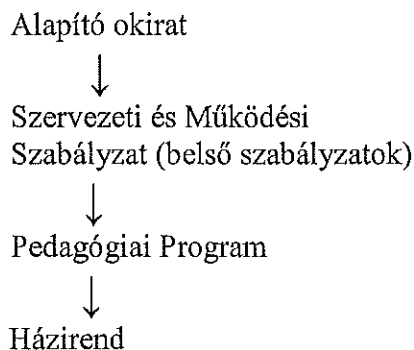 Alapító okirat
Szervezeti és Működési
Szabályzat (belső szabályzatok)
Pedagógiai Program
Házirend